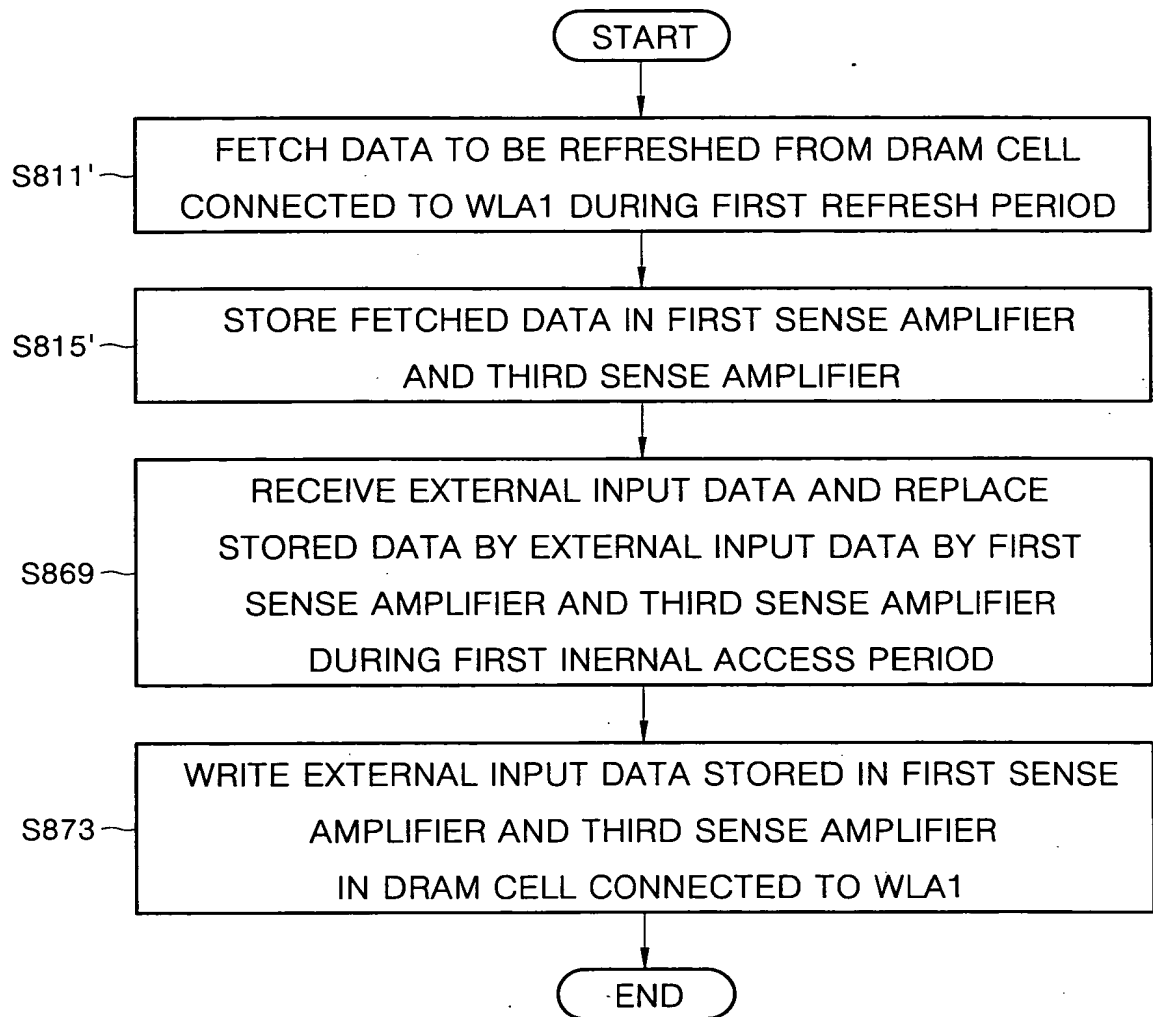 START
S811'
FETCH DATA TO BE REFRESHED FROM DRAM CELL
CONNECTED TO WLA1 DURING FIRST REFRESH PERIOD
S815'
STORE FETCHED DATA IN FIRST SENSE AMPLIFIER
AND THIRD SENSE AMPLIFIER
S869
RECEIVE EXTERNAL INPUT DATA AND REPLACE
STORED DATA BY EXTERNAL INPUT DATA BY FIRST
SENSE AMPLIFIER AND THIRD SENSE AMPLIFIER
DURING FIRST INERNAL ACCESS PERIOD
S873
WRITE EXTERNAL INPUT DATA STORED IN FIRST SENSE
AMPLIFIER AND THIRD SENSE AMPLIFIER
IN DRAM CELL CONNECTED TO WLA1
END